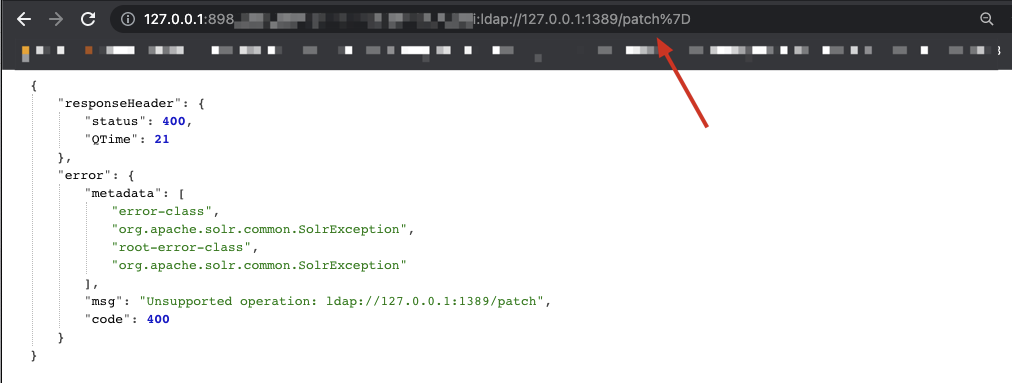 127.0.0.1:898
i:ldap://127.0.0.1:1389/patch%7D
{
"responseHeader": {
"status": 400,
"QTime": 21
},
"error": {
"metadata": [
"error-class",
"org.apache.solr.common.SolrException",
"root-error-class",
"org.apache.solr.common.SolrException"
],
"msg": "Unsupported operation: ldap://127.0.0.1:1389/patch",
"code": 400
}
}